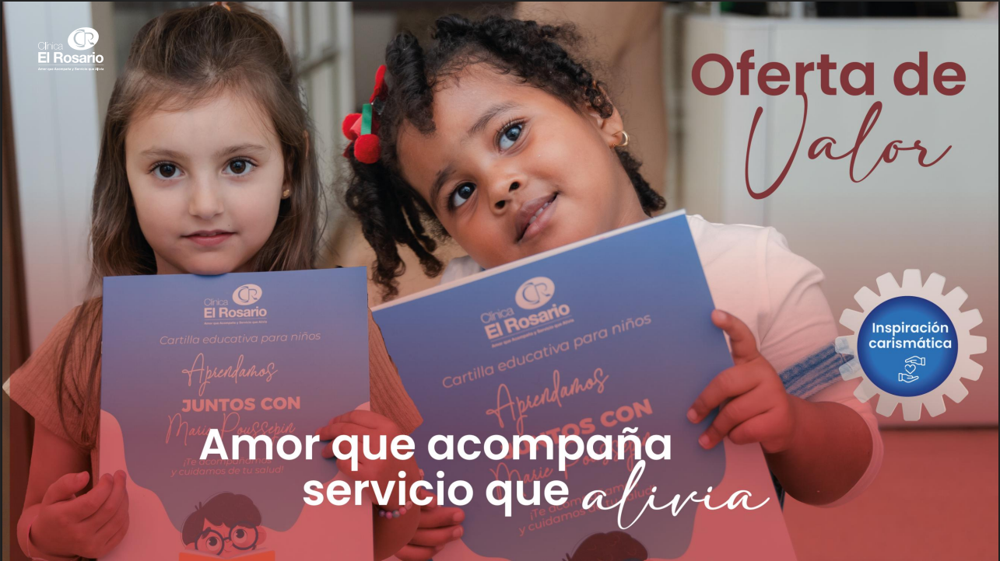 Clínica
El Rosario
Amor que Acompaña y Servicio que Alivia
Oferta de
Valor
Inspiración
carismática
Clínica
El Rosario
Amor que Acompaña y Servicio que Alivia
Cartilla educativa para niños
Aprendamos
JUNTOS CON
Marie Poussepin
¡Te acompañamos
y cuidamos de tu salud!
Clínica
El Rosario
Amor que Acompaña y Servicio que Alivia
Cartilla educativa para niños
Aprendamos
JUNTOS CON
Marie Poussepin
¡Te acompañamos
y cuidamos de tu salud!
Amor que acompaña
servicio que alivia